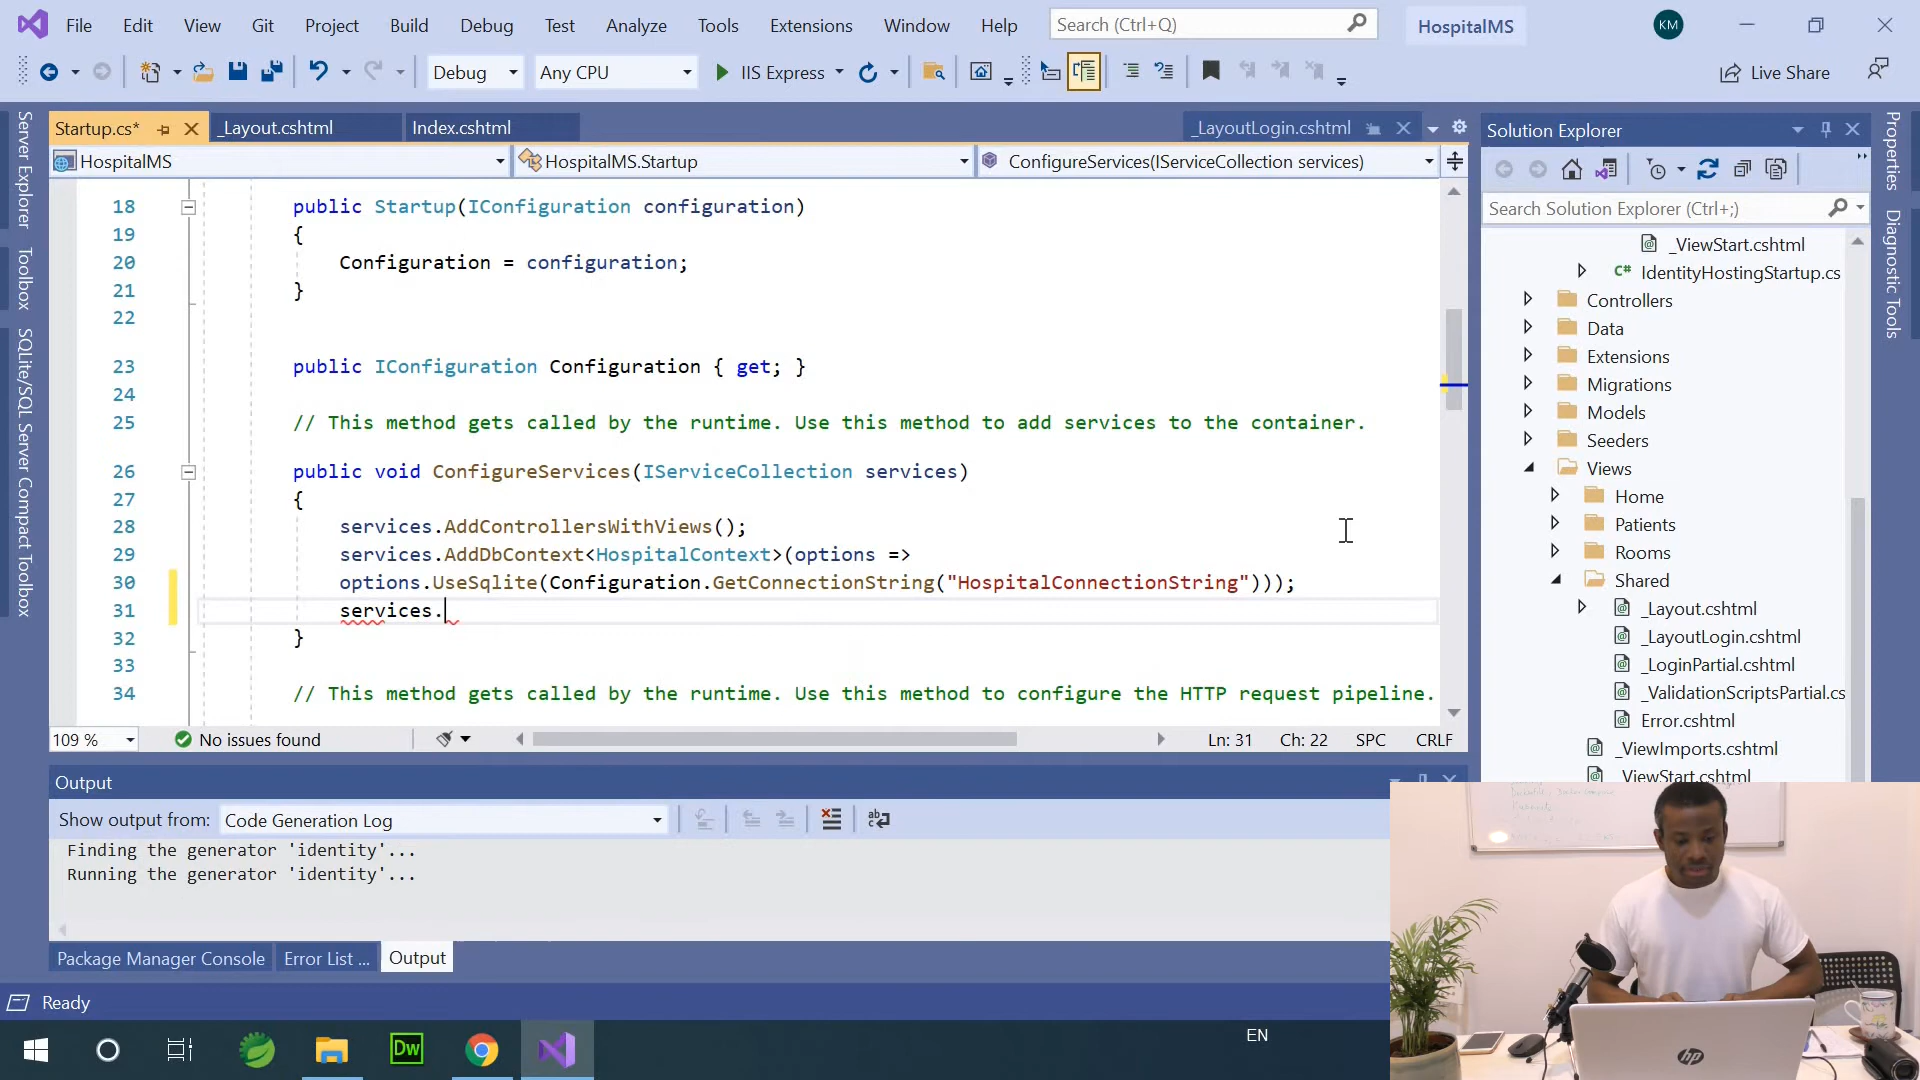 File Edit View Git Project Build Debug Test Analyze Tools Extensions Window Help Search (Ctrl+Q) HospitalMS KM
Debug Any CPU IIS Express Live Share
Startup.cs* _Layout.cshtml Index.cshtml _LayoutLogin.cshtml
HospitalMS HospitalMS.Startup ConfigureServices(IServiceCollection services)
18 public Startup(IConfiguration configuration)
19 {
20 Configuration = configuration;
21 }
22
23 public IConfiguration Configuration { get; }
24
25 // This method gets called by the runtime. Use this method to add services to the container.
26 public void ConfigureServices(IServiceCollection services)
27 {
28 services.AddControllersWithViews();
29 services.AddDbContext<HospitalContext>(options =>
30 options.UseSqlite(Configuration.GetConnectionString("HospitalConnectionString")));
31 services.
32 }
33
34 // This method gets called by the runtime. Use this method to configure the HTTP request pipeline.
109 % No issues found Ln: 31 Ch: 22 SPC CRLF
Output
Show output from: Code Generation Log
Finding the generator 'identity'...
Running the generator 'identity'...
Package Manager Console Error List ... Output
Ready
Server Explorer
Toolbox
SQLite/SQL Server Compact Toolbox
Solution Explorer
Search Solution Explorer (Ctrl+;)
_ViewStart.cshtml
C# IdentityHostingStartup.cs
Controllers
Data
Extensions
Migrations
Models
Seeders
Views
Home
Patients
Rooms
Shared
_Layout.cshtml
_LayoutLogin.cshtml
_LoginPartial.cshtml
_ValidationScriptsPartial.cs
Error.cshtml
_ViewImports.cshtml
_ViewStart.cshtml
Properties
Diagnostic Tools
Dw
EN
hp